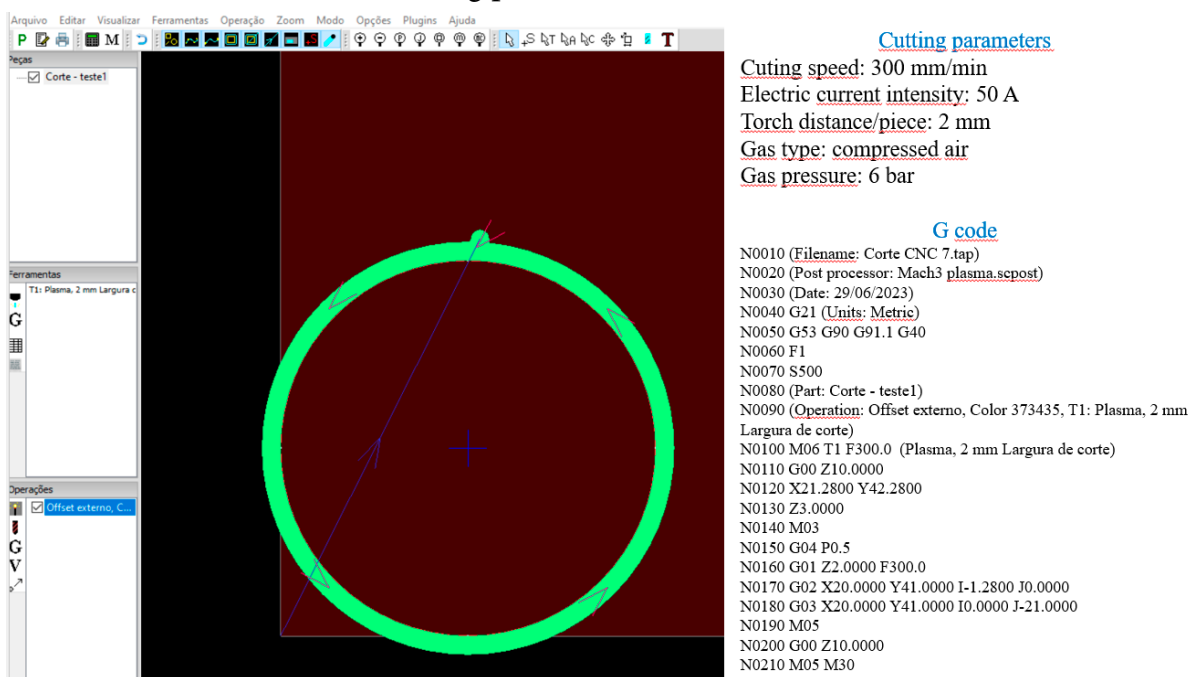 Arquivo Editar Visualizar Ferramentas Operação Zoom Modo Opções Plugins Ajuda
P M +S T A C T
Peças
Corte - teste1
Ferramentas
T1: Plasma, 2 mm Largura c
G
Operações
Offset externo, C...
G
V
Cutting parameters
Cuting speed: 300 mm/min
Electric current intensity: 50 A
Torch distance/piece: 2 mm
Gas type: compressed air
Gas pressure: 6 bar
G code
N0010 (Filename: Corte CNC 7.tap)
N0020 (Post processor: Mach3 plasma.scpost)
N0030 (Date: 29/06/2023)
N0040 G21 (Units: Metric)
N0050 G53 G90 G91.1 G40
N0060 F1
N0070 S500
N0080 (Part: Corte - teste1)
N0090 (Operation: Offset externo, Color 373435, T1: Plasma, 2 mm
Largura de corte)
N0100 M06 T1 F300.0 (Plasma, 2 mm Largura de corte)
N0110 G00 Z10.0000
N0120 X21.2800 Y42.2800
N0130 Z3.0000
N0140 M03
N0150 G04 P0.5
N0160 G01 Z2.0000 F300.0
N0170 G02 X20.0000 Y41.0000 I-1.2800 J0.0000
N0180 G03 X20.0000 Y41.0000 I0.0000 J-21.0000
N0190 M05
N0200 G00 Z10.0000
N0210 M05 M30